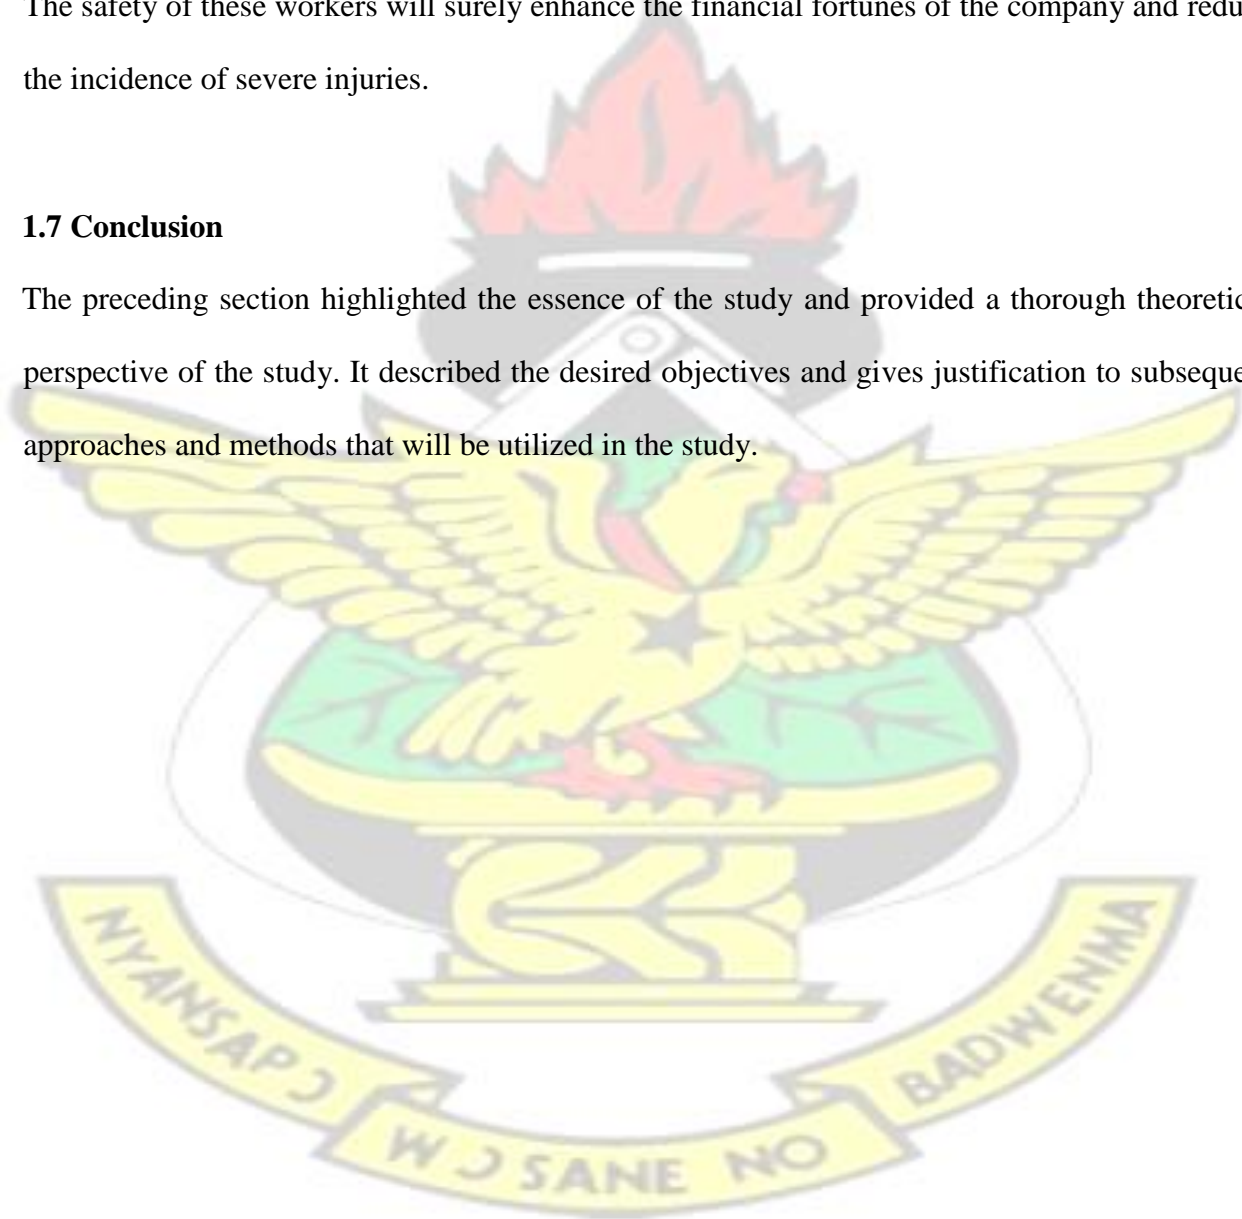 The safety of these workers will surely enhance the financial fortunes of the company and redu
the incidence of severe injuries.
1.7 Conclusion
The preceding section highlighted the essence of the study and provided a thorough theoretic
perspective of the study. It described the desired objectives and gives justification to subseque
approaches and methods that will be utilized in the study.
NYANSAPƆ
WƆ SANE NO
BADWENMA